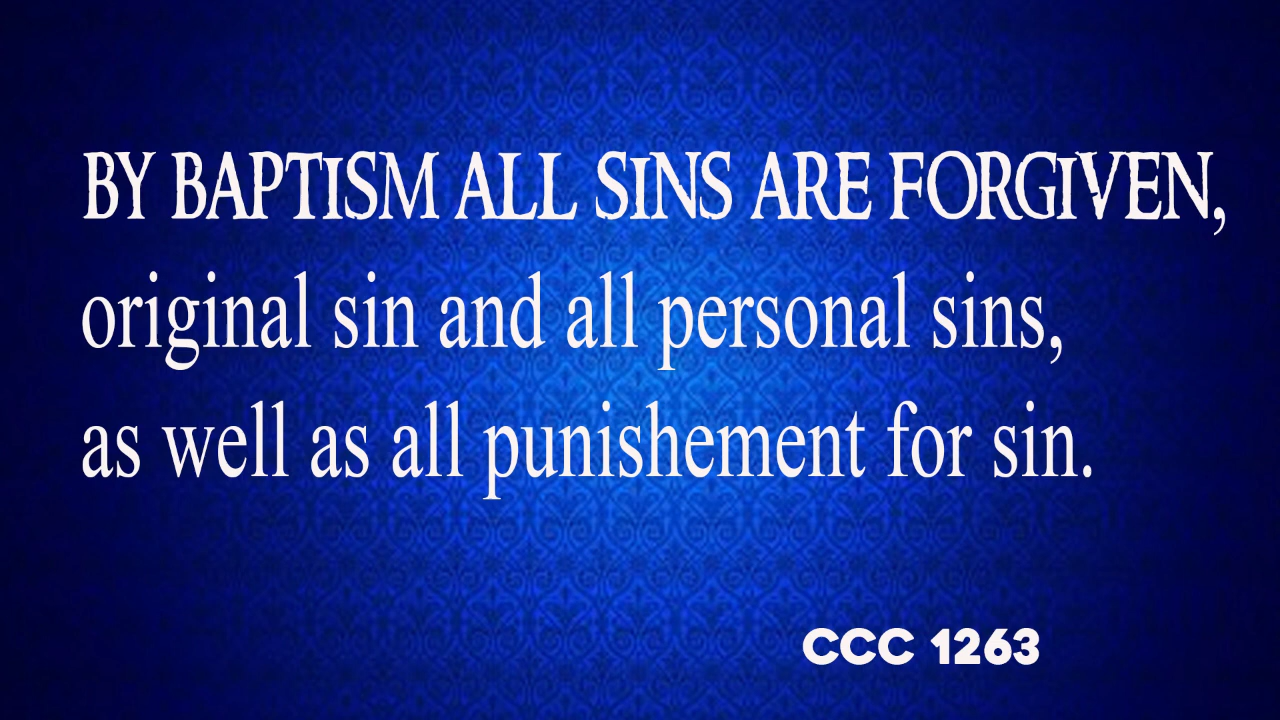 BY BAPTISM ALL SINS ARE FORGIVEN,
original sin and all personal sins,
as well as all punishement for sin.
CCC 1263